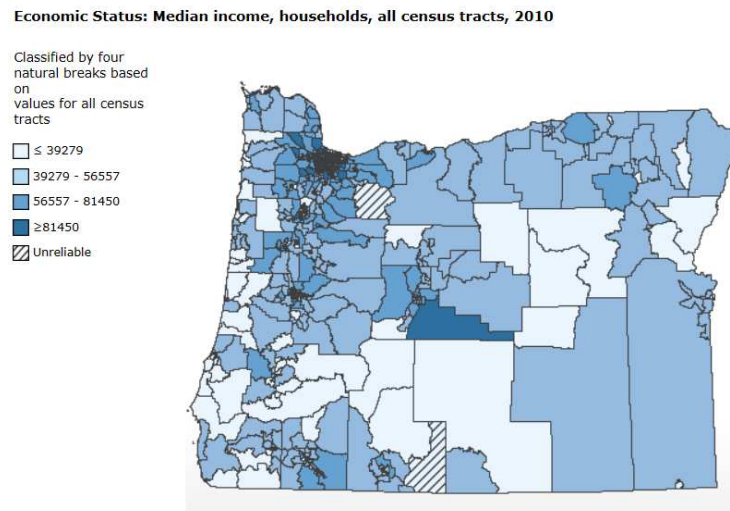 Economic Status: Median income, households, all census tracts, 2010
Classified by four
natural breaks based
on
values for all census
tracts
≤ 39279
39279 - 56557
56557 - 81450
≥81450
Unreliable